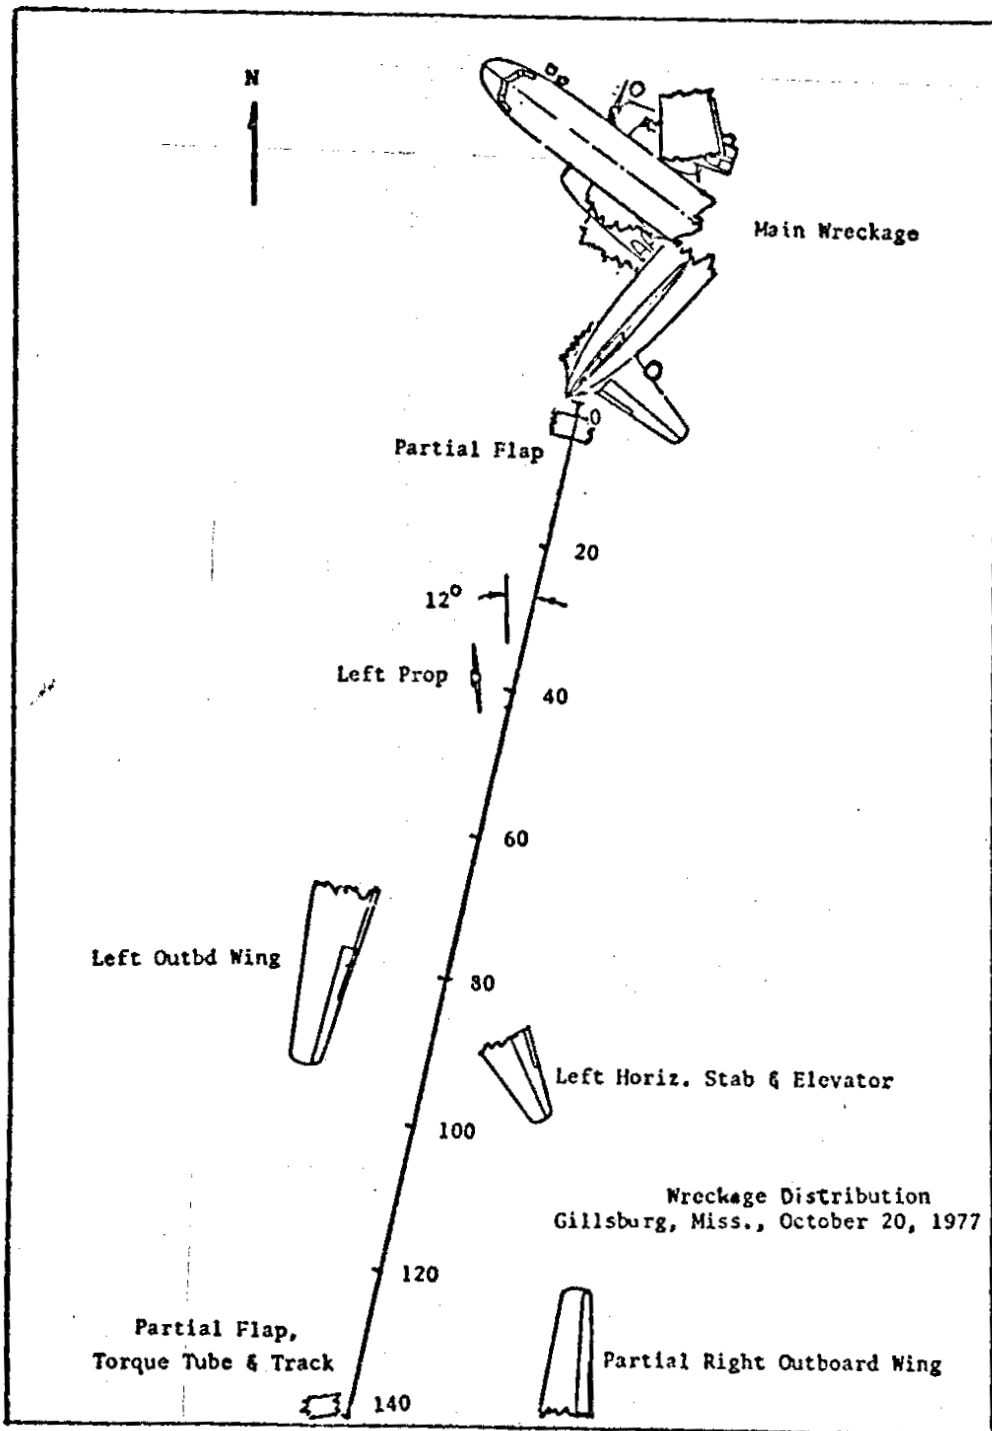 N
Main Wreckage
0
Partial Flap
20
12°
Left Prop
40
60
Left Outbd Wing
80
Left Horiz. Stab & Elevator
100
Wreckage Distribution
Gillsburg, Miss., October 20, 1977
120
Partial Flap,
Torque Tube & Track
Partial Right Outboard Wing
140